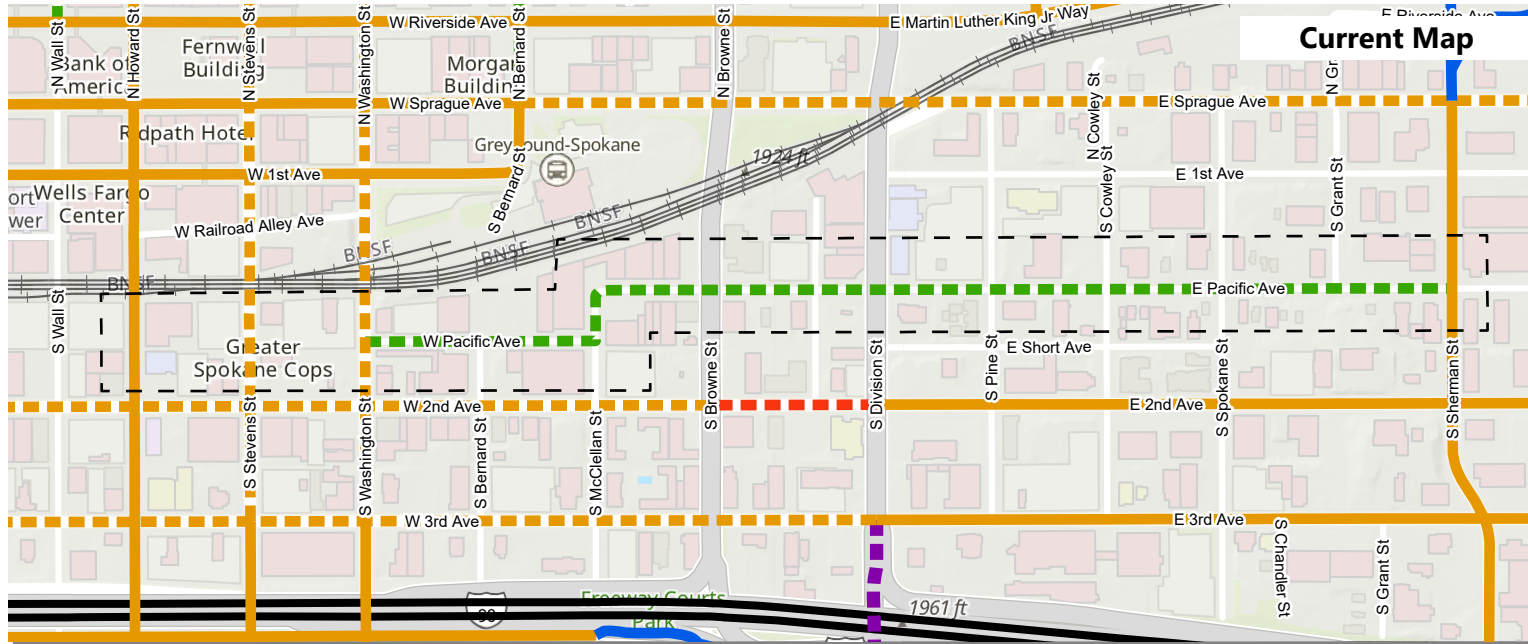 W Riverside Ave
E Martin Luther King Jr Way
E Riverside Ave
Current Map
N Wall St
N Howard St
N Stevens St
N Washington St
N Bernard St
N Browne St
BNSF
Fernwell
Building
Bank of
America
Morgan
Building
N Cowley St
N Gr
W Sprague Ave
E Sprague Ave
Ridpath Hotel
Greyhound-Spokane
1924 ft
W 1st Ave
E 1st Ave
S Bernard St
S Cowley St
S Grant St
Wells Fargo
Center
ort
wer
W Railroad Alley Ave
BNSF
BNSF
BNSF
BNSF
E Pacific Ave
S Wall St
W Pacific Ave
Greater
Spokane Cops
E Short Ave
S Browne St
S Division St
S Pine St
S Spokane St
S Sherman St
W 2nd Ave
E 2nd Ave
S Stevens St
S Washington St
S Bernard St
S McClellan St
W 3rd Ave
E 3rd Ave
S Chandler St
S Grant St
Freeway Courts
Park
90
1961 ft